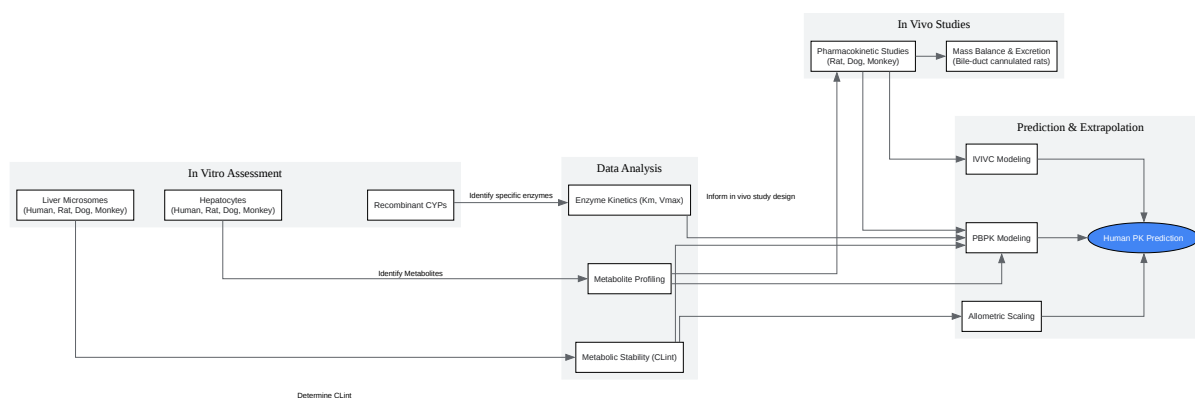 In Vivo Studies
Pharmacokinetic Studies
(Rat, Dog, Monkey)
Mass Balance & Excretion
(Bile-duct cannulated rats)
Prediction & Extrapolation
IVIVC Modeling
PBPK Modeling
Human PK Prediction
Allometric Scaling
In Vitro Assessment
Liver Microsomes
(Human, Rat, Dog, Monkey)
Hepatocytes
(Human, Rat, Dog, Monkey)
Recombinant CYPs
Identify specific enzymes
Data Analysis
Enzyme Kinetics (Km, Vmax)
Inform in vivo study design
Identify Metabolites
Metabolite Profiling
Metabolic Stability (CLint)
Determine CLint